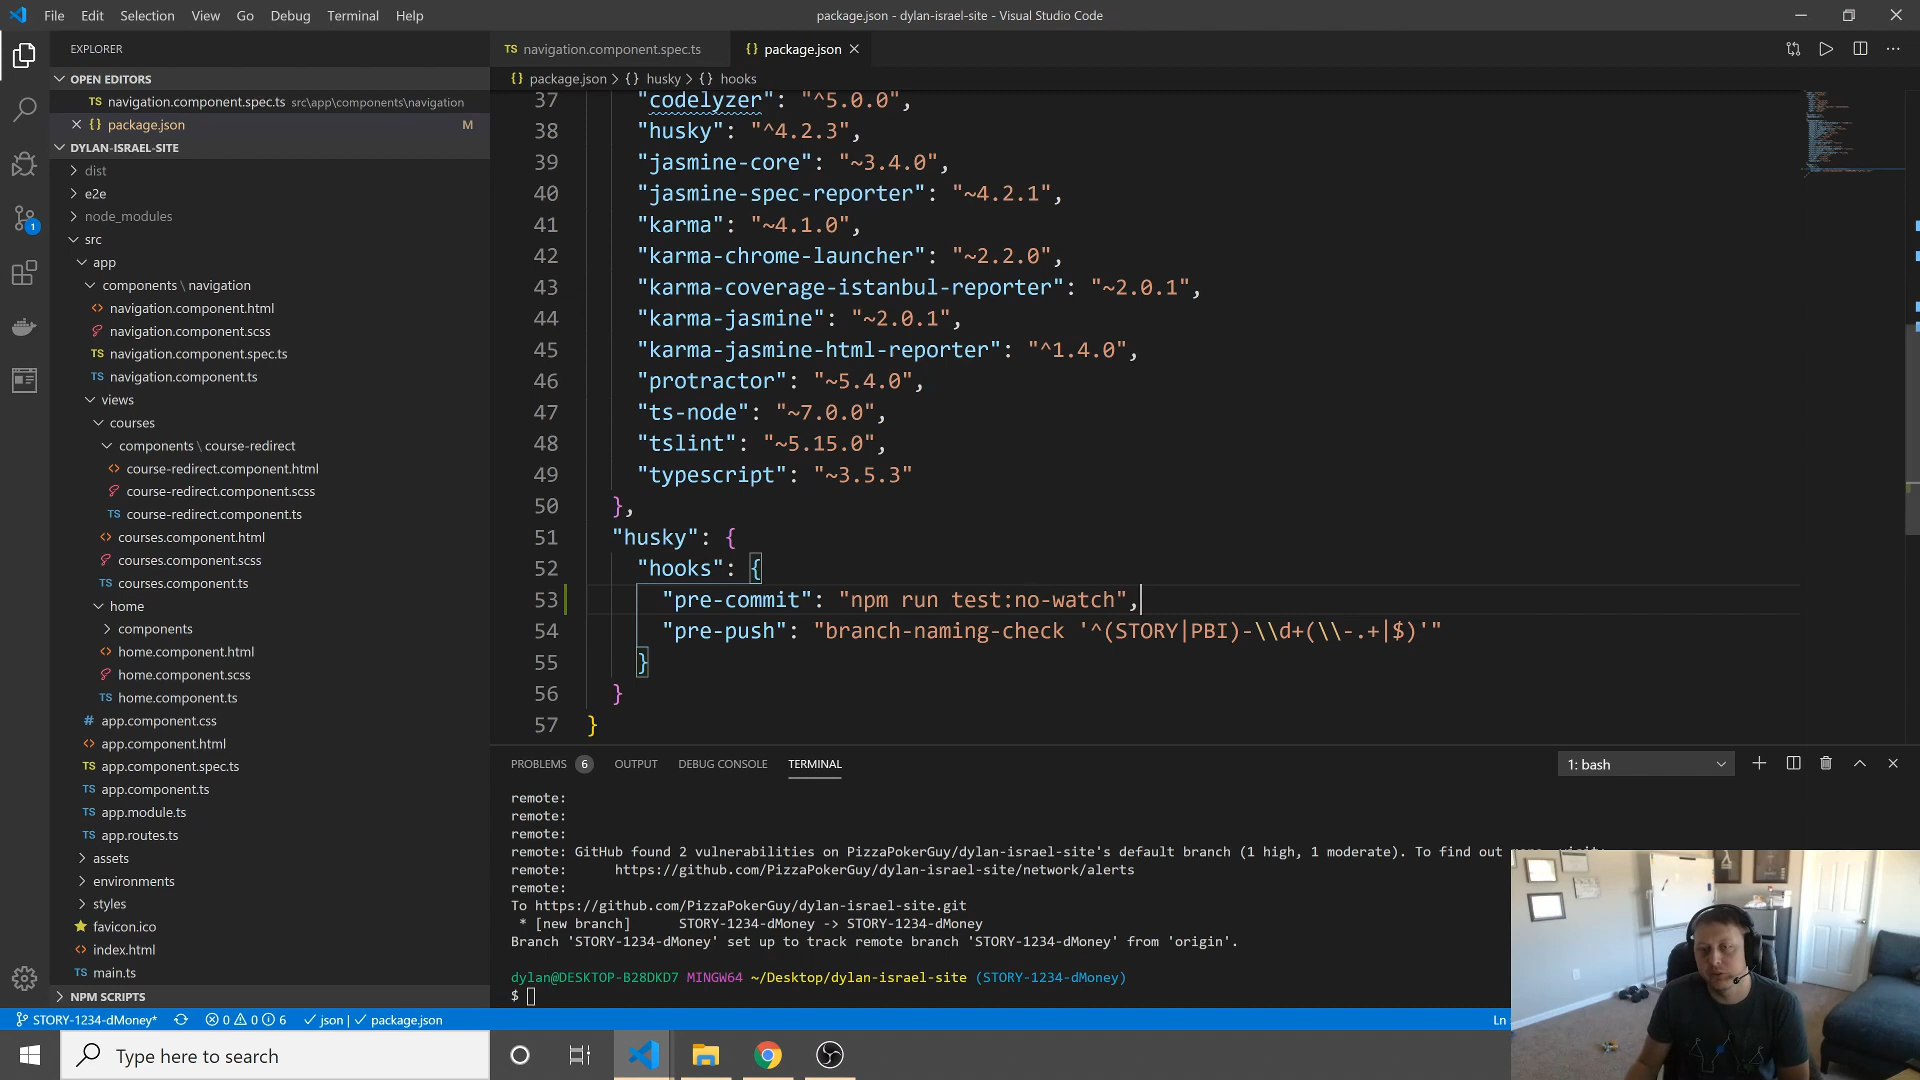 File Edit Selection View Go Debug Terminal Help
package.json - dylan-israel-site - Visual Studio Code
EXPLORER
OPEN EDITORS
TS navigation.component.spec.ts src\app\components\navigation
{} package.json M
DYLAN-ISRAEL-SITE
dist
e2e
node_modules
src
app
components \ navigation
navigation.component.html
navigation.component.scss
TS navigation.component.spec.ts
TS navigation.component.ts
views
courses
components \ course-redirect
course-redirect.component.html
course-redirect.component.scss
TS course-redirect.component.ts
courses.component.html
courses.component.scss
TS courses.component.ts
home
components
home.component.html
home.component.scss
TS home.component.ts
# app.component.css
app.component.html
TS app.component.spec.ts
TS app.component.ts
TS app.module.ts
TS app.routes.ts
assets
environments
styles
favicon.ico
index.html
TS main.ts
NPM SCRIPTS
TS navigation.component.spec.ts
{} package.json
{} package.json > {} husky > {} hooks
37 "codelyzer": "^5.0.0",
38 "husky": "^4.2.3",
39 "jasmine-core": "~3.4.0",
40 "jasmine-spec-reporter": "~4.2.1",
41 "karma": "~4.1.0",
42 "karma-chrome-launcher": "~2.2.0",
43 "karma-coverage-istanbul-reporter": "~2.0.1",
44 "karma-jasmine": "~2.0.1",
45 "karma-jasmine-html-reporter": "^1.4.0",
46 "protractor": "~5.4.0",
47 "ts-node": "~7.0.0",
48 "tslint": "~5.15.0",
49 "typescript": "~3.5.3"
50 },
51 "husky": {
52 "hooks": {
53 "pre-commit": "npm run test:no-watch",
54 "pre-push": "branch-naming-check '^(STORY|PBI)-\\d+(\\-.+|$)'"
55 }
56 }
57 }
PROBLEMS 6 OUTPUT DEBUG CONSOLE TERMINAL
1: bash
remote:
remote:
remote:
remote: GitHub found 2 vulnerabilities on PizzaPokerGuy/dylan-israel-site's default branch (1 high, 1 moderate). To find out
remote: https://github.com/PizzaPokerGuy/dylan-israel-site/network/alerts
remote:
To https://github.com/PizzaPokerGuy/dylan-israel-site.git
* [new branch] STORY-1234-dMoney -> STORY-1234-dMoney
Branch 'STORY-1234-dMoney' set up to track remote branch 'STORY-1234-dMoney' from 'origin'.
dylan@DESKTOP-B28DKD7 MINGW64 ~/Desktop/dylan-israel-site (STORY-1234-dMoney)
$
1
STORY-1234-dMoney* 0 0 6 json | package.json
Ln
Type here to search